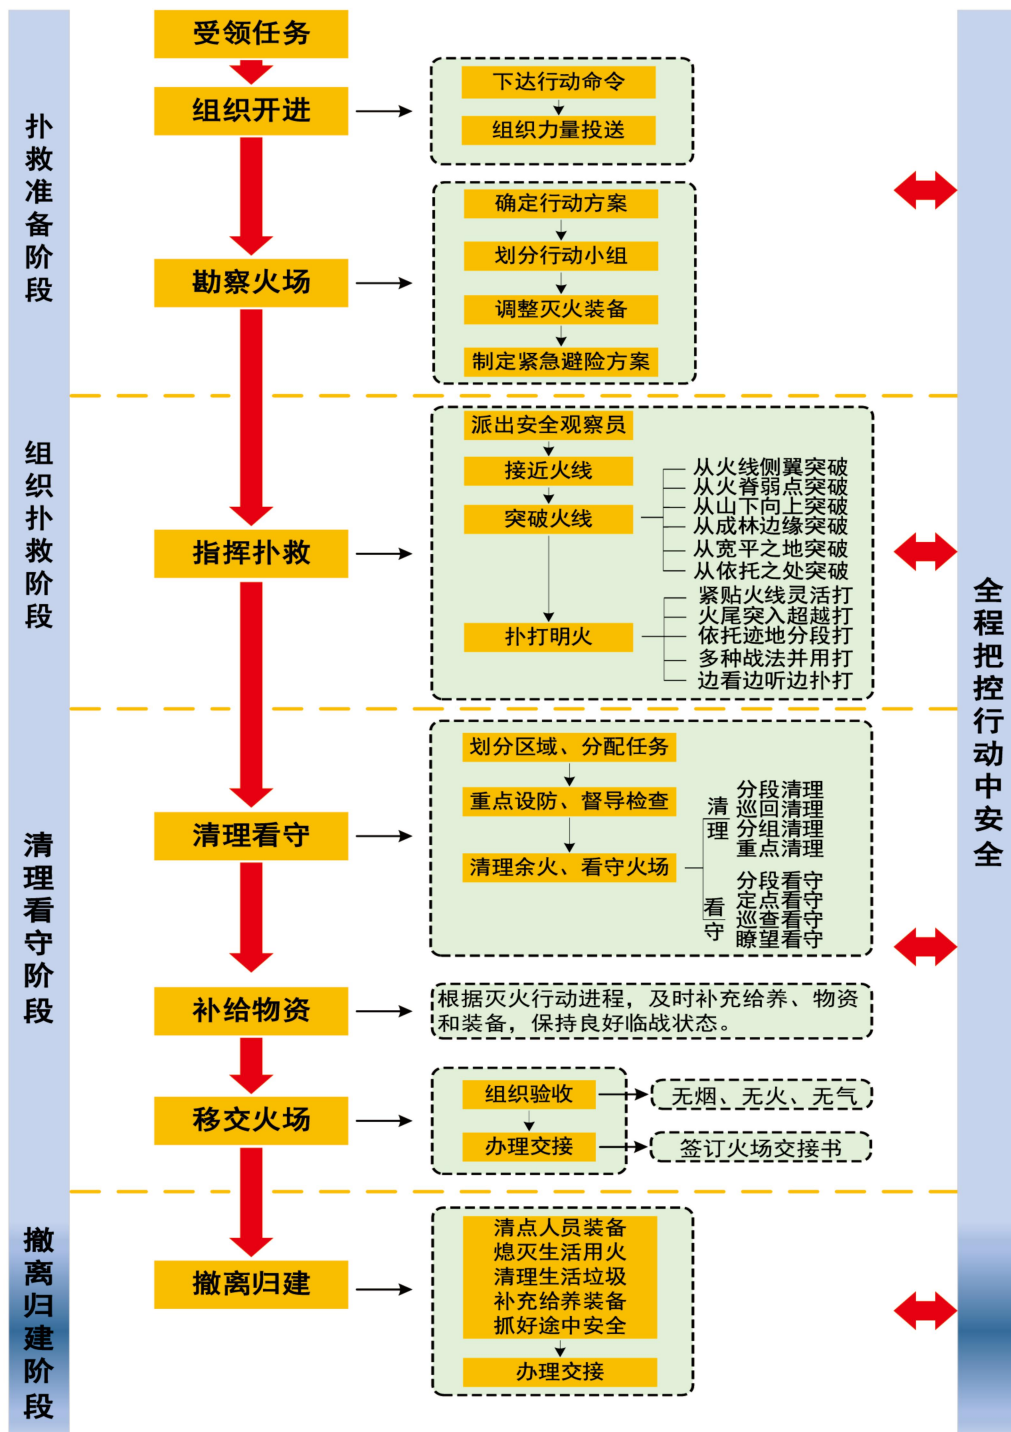 扑救准备阶段
受领任务
组织开进
下达行动命令
组织力量投送
勘察火场
确定行动方案
划分行动小组
调整灭火装备
制定紧急避险方案
组织扑救阶段
指挥扑救
派出安全观察员
接近火线
突破火线
从火线侧翼突破
从火脊弱点突破
从山下向上突破
从成林边缘突破
从宽平之地突破
从依托之处突破
扑打明火
紧贴火线灵活打
火尾突入超越打
依托迹地分段打
多种战法并用打
边看边听边扑打
清理看守阶段
清理看守
划分区域、分配任务
重点设防、督导检查
清理余火、看守火场
清理
分段清理
巡回清理
分组清理
重点清理
看守
分段看守
定点看守
巡查看守
瞭望看守
补给物资
根据灭火行动进程，及时补充给养、物资
和装备，保持良好临战状态。
移交火场
组织验收
无烟、无火、无气
办理交接
签订火场交接书
撤离归建阶段
撤离归建
清点人员装备
熄灭生活用火
清理生活垃圾
补充给养装备
抓好途中安全
办理交接
全程把控行动中安全